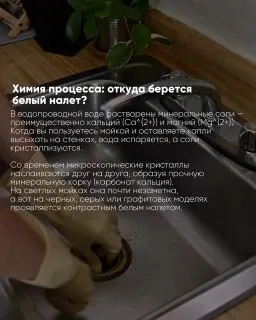 Химия процесса: откуда берется
белый налет?
В водопроводной воде растворены минеральные соли —
преимущественно кальций (Ca^{2+}) и магний (Mg^{2+}).
Когда вы пользуетесь мойкой и оставляете капли
высыхать на стенках, вода испаряется, а соли
кристаллизуются.
Со временем микроскопические кристаллы
наслаиваются друг на друга, образуя прочную
минеральную корку (карбонат кальция).
На светлых мойках она почти незаметна,
а вот на черных, серых или графитовых моделях
проявляется контрастным белым налетом.